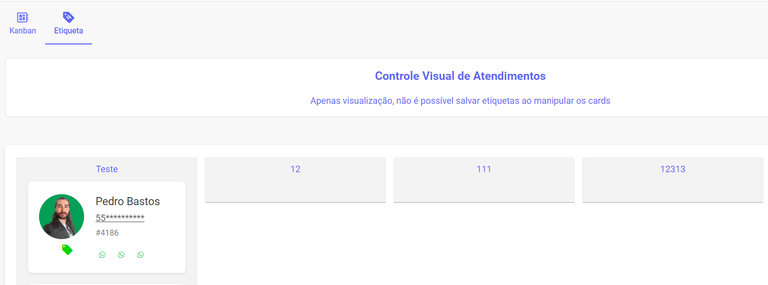 Kanban
Etiqueta
Controle Visual de Atendimentos
Apenas visualização, não é possível salvar etiquetas ao manipular os cards
Teste
12
111
12313
Pedro Bastos
55**********
#4186